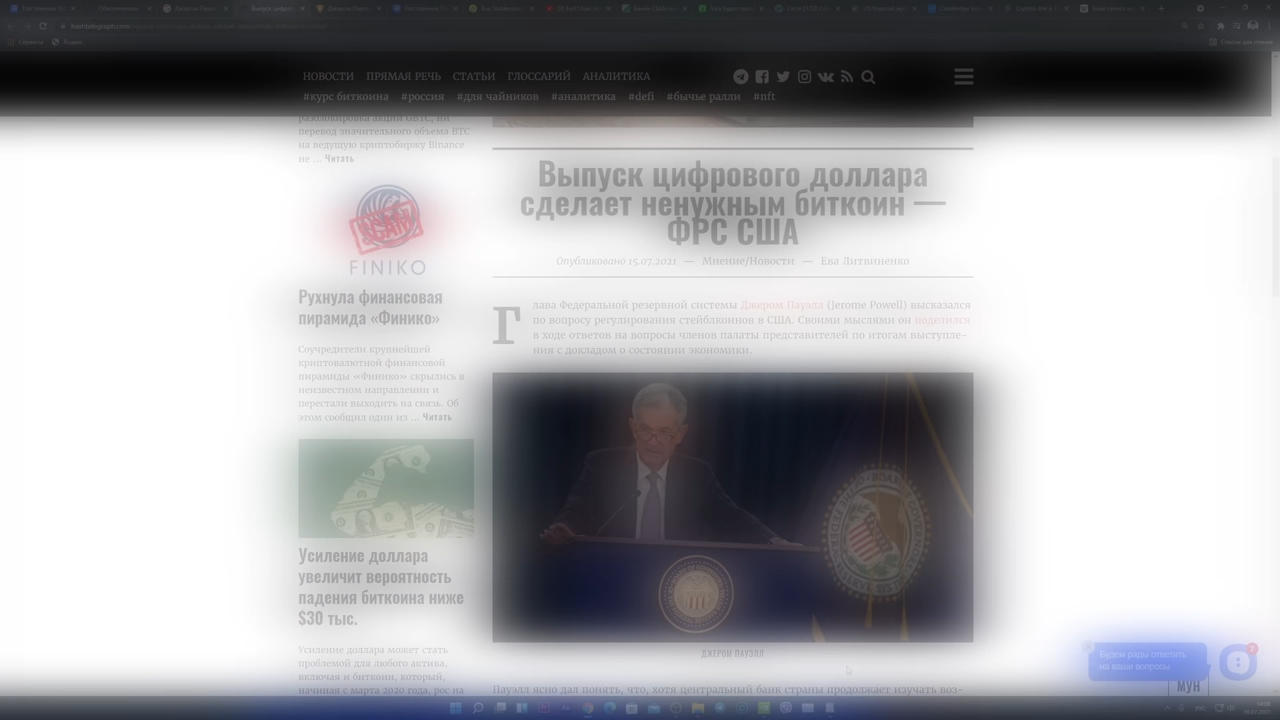 НОВОСТИ ПРЯМАЯ РЕЧЬ СТАТЬИ ГЛОССАРИЙ АНАЛИТИКА
#курс биткоина #россия #для чайников #аналитика #defi #бычье ралли #nft
разблокировка акций GBTC, ни
перевод значительного объема BTC
на ведущую криптобиржу Binance
не ... Читать
SCAM
FINIKO
Рухнула финансовая
пирамида «Финико»
Соучредители крупнейшей
криптовалютной финансовой
пирамиды «Финико» скрылись в
неизвестном направлении и
перестали выходить на связь. Об
этом сообщил один из ... Читать
Усиление доллара
увеличит вероятность
падения биткоина ниже
$30 тыс.
Усиление доллара может стать
проблемой для любого актива,
включая и биткоин, который,
начиная с марта 2020 года, рос на
Выпуск цифрового доллара
сделает ненужным биткоин —
ФРС США
Опубликовано 15.07.2021 — Мнение/Новости — Ева Литвиненко
Глава Федеральной резервной системы Джером Пауэлл (Jerome Powell) высказался
по вопросу регулирования стейблкоинов в США. Своими мыслями он поделился
в ходе ответов на вопросы членов палаты представителей по итогам выступле-
ния с докладом о состоянии экономики.
ДЖЕРОМ ПАУЭЛЛ
Пауэлл ясно дал понять, что, хотя центральный банк страны продолжает изучать воз-
Будем рады ответить
на ваши вопросы
МУН